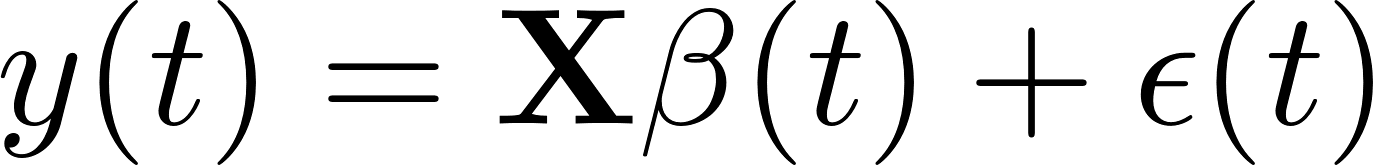 y(t) = Xβ(t) + ϵ(t)